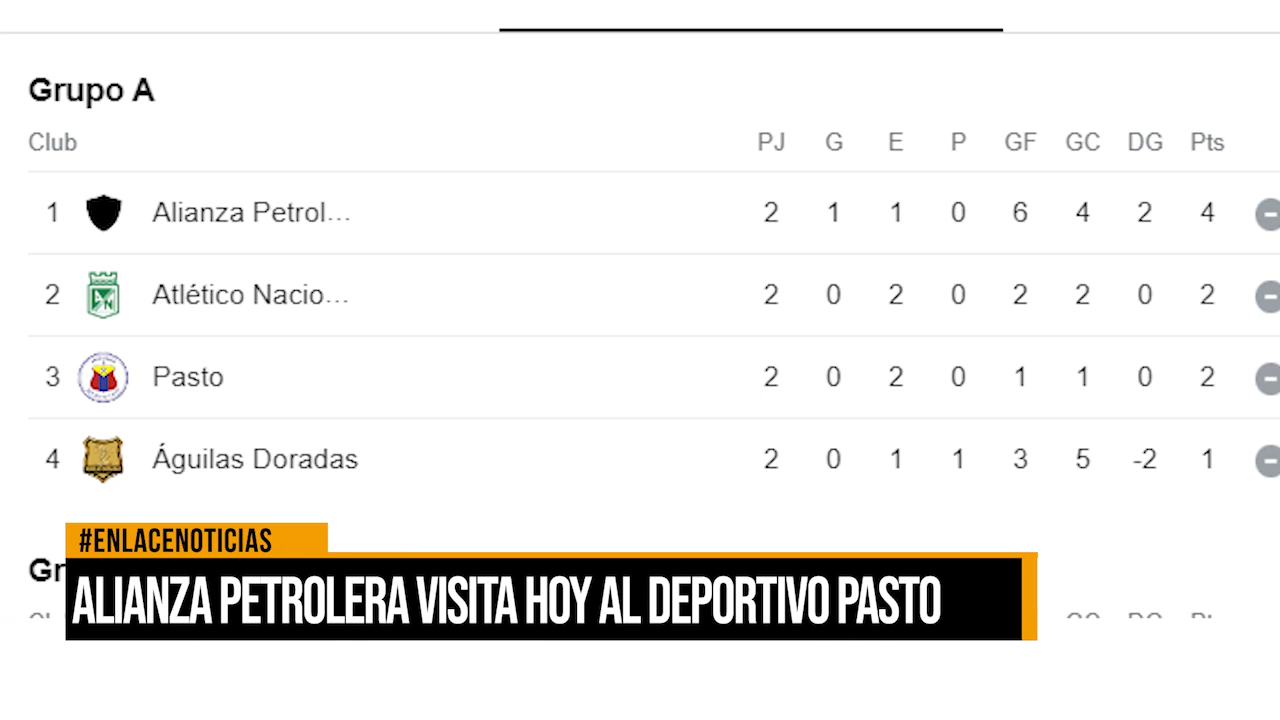 Grupo A
Club PJ G E P GF GC DG Pts
1 Alianza Petrol... 2 1 1 0 6 4 2 4
2 Atlético Nacio... 2 0 2 0 2 2 0 2
3 Pasto 2 0 2 0 1 1 0 2
4 Águilas Doradas 2 0 1 1 3 5 -2 1
#ENLACENOTICIAS
Gr
ALIANZA PETROLERA VISITA HOY AL DEPORTIVO PASTO